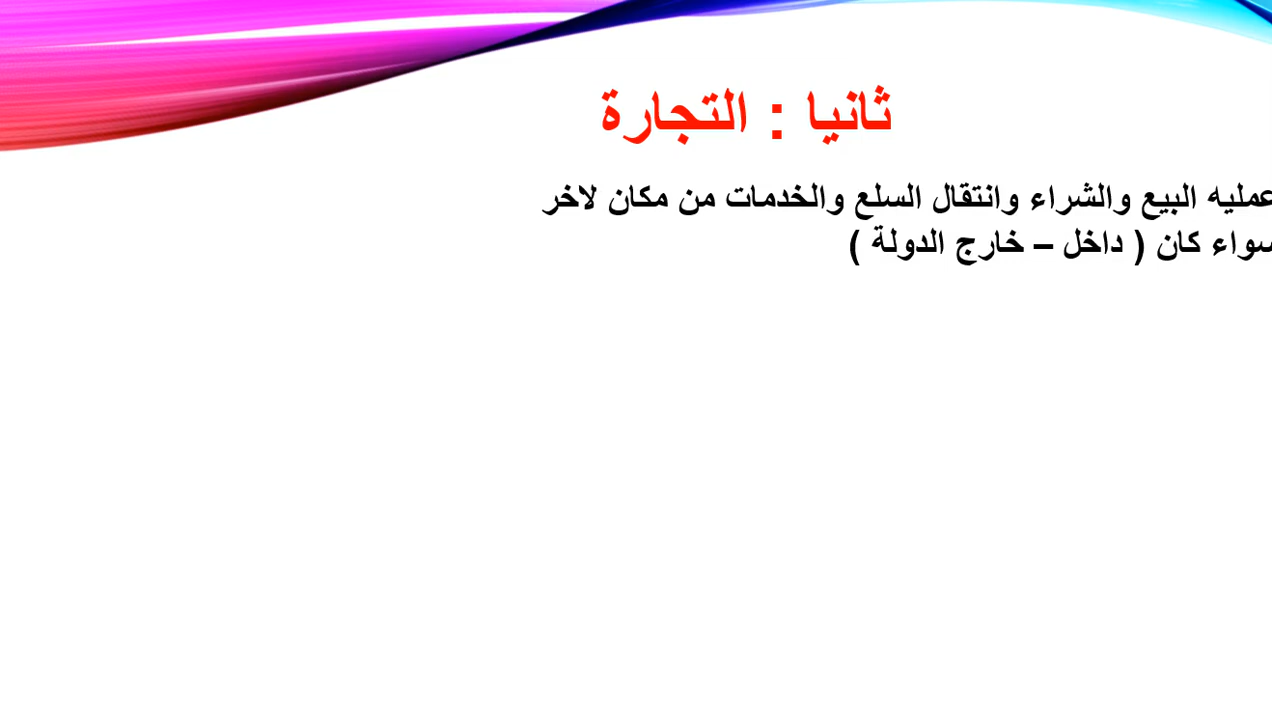 ثانيا : التجارة
عمليه البيع والشراء وانتقال السلع والخدمات من مكان لاخر
سواء كان ( داخل – خارج الدولة )